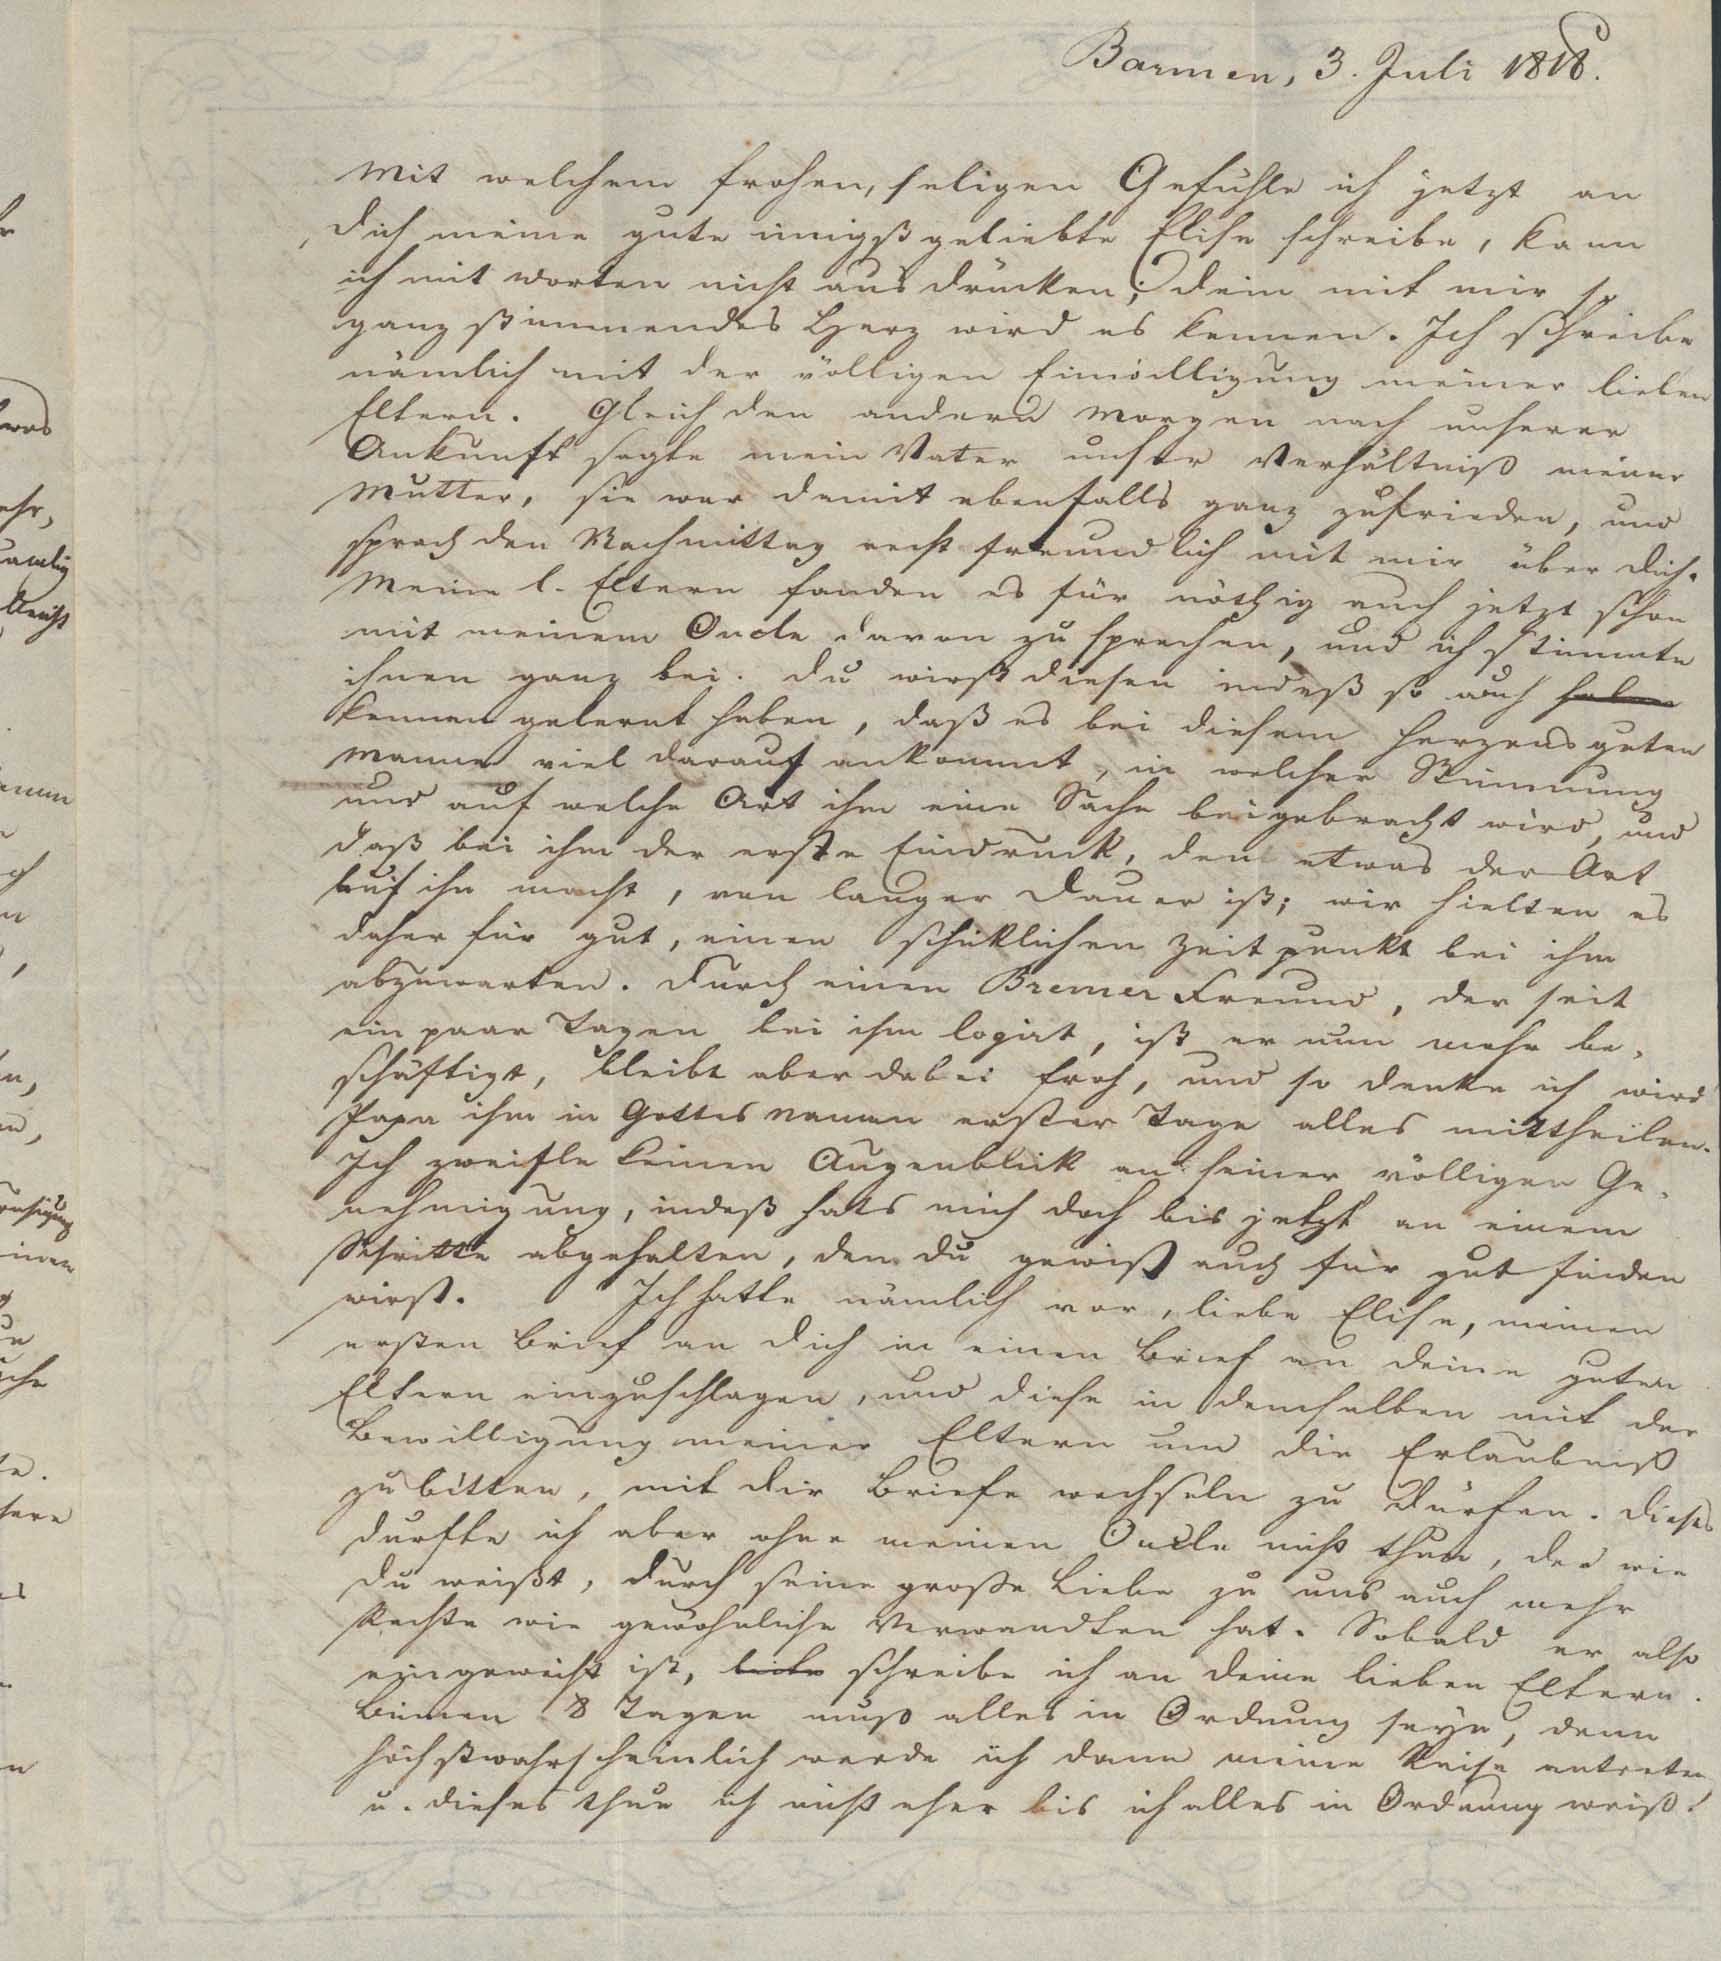 Barmen, 3. Juli 1818.
Mit welchem frohen, seligen Gefühle ich jetzt an
Dich meine gute innigst geliebte Elise schreibe, kann
ich mit Worten nicht ausdrücken; Dein mit mir so
ganz stimmendes Herz wird es kennen. Ich schreibe
nämlich mit der völligen Einwilligung meiner lieben
Eltern. Gleich den andern Morgen nach unserer
Ankunft sagte mein Vater unser Verhältniß meiner
Mutter, sie war damit ebenfalls ganz zufrieden, und
sprach den Nachmittag recht freundlich mit mir über Dich.
Meine l. Eltern fanden es für nöthig auch jetzt schon
mit meinem Oncle davon zu sprechen, und ich stimmte
ihnen ganz bei. Du wirst diesen indeß so auch haben
kennen gelernt haben, daß es bei diesem herzensguten
Manne viel darauf ankommt, in welcher Stimmung
und auf welche Art ihm eine Sache beigebracht wird, und
daß bei ihm der erste Eindruck, den etwas der Art
auf ihn macht, von langer Dauer ist; wir hielten es
daher für gut, einen schicklichen Zeitpunkt bei ihm
abzuwarten. Durch einen Bremer Freund, der seit
ein paar Tagen bei ihm logirt, ist er nun mehr be-
schäftigt, bleibt aber dabei froh, und so denke ich wird
Papa ihm in Gottes Namen erster Tage alles mittheilen.
Ich zweifle keinen Augenblick an seiner völligen Ge-
nehmigung, indeß hats mich doch bis jetzt an einem
Schritte abgehalten, den Du gewiß auch für gut finden
wirst. Ich hatte nämlich vor, liebe Elise, meinen
ersten Brief an Dich in einen Brief an Deine guten
Eltern einzuschlagen, und diese in demselben mit der
Bewilligung meiner Eltern um die Erlaubniß
zu bitten, mit Dir Briefe wechseln zu dürfen. Dieses
durfte ich aber ohne meinen Oncle nicht thun, der wie
Du weißt, durch seine große Liebe zu uns auch mehr
Rechte wie gewöhnliche Verwandten hat. Sobald er also
eingeweiht ist, schreibe ich an Deine lieben Eltern.
Binnen 8 Tagen muß alles in Ordnung seyn, denn
höchstwahrscheinlich werde ich dann meine Reise antreten
u. dieses thue ich nicht eher bis ich alles in Ordnung weiß!